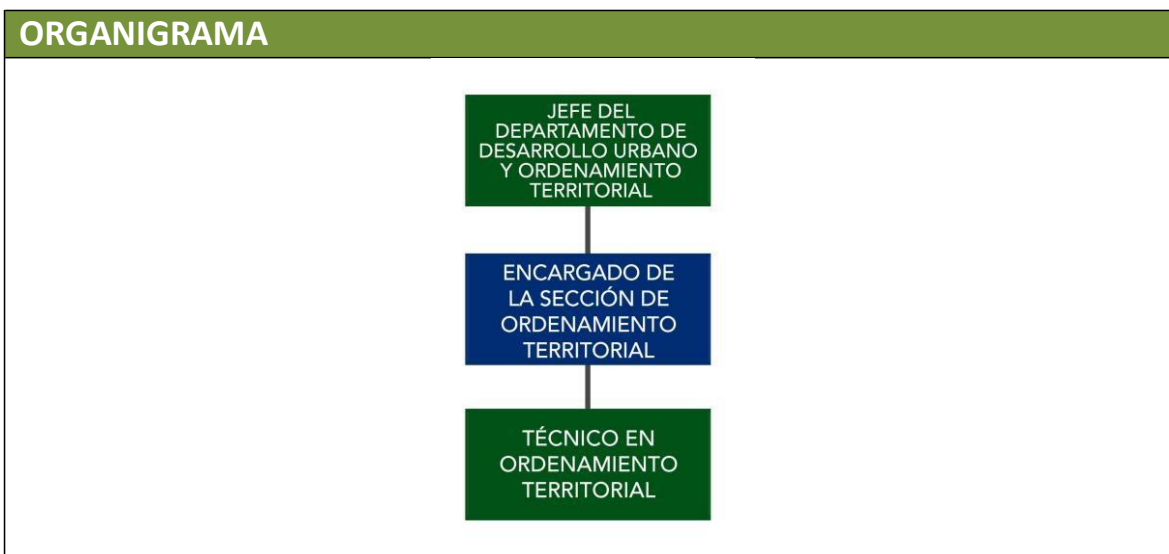 ORGANIGRAMA
JEFE DEL
DEPARTAMENTO DE
DESARROLLO URBANO
Y ORDENAMIENTO
TERRITORIAL
ENCARGADO DE
LA SECCIÓN DE
ORDENAMIENTO
TERRITORIAL
TÉCNICO EN
ORDENAMIENTO
TERRITORIAL